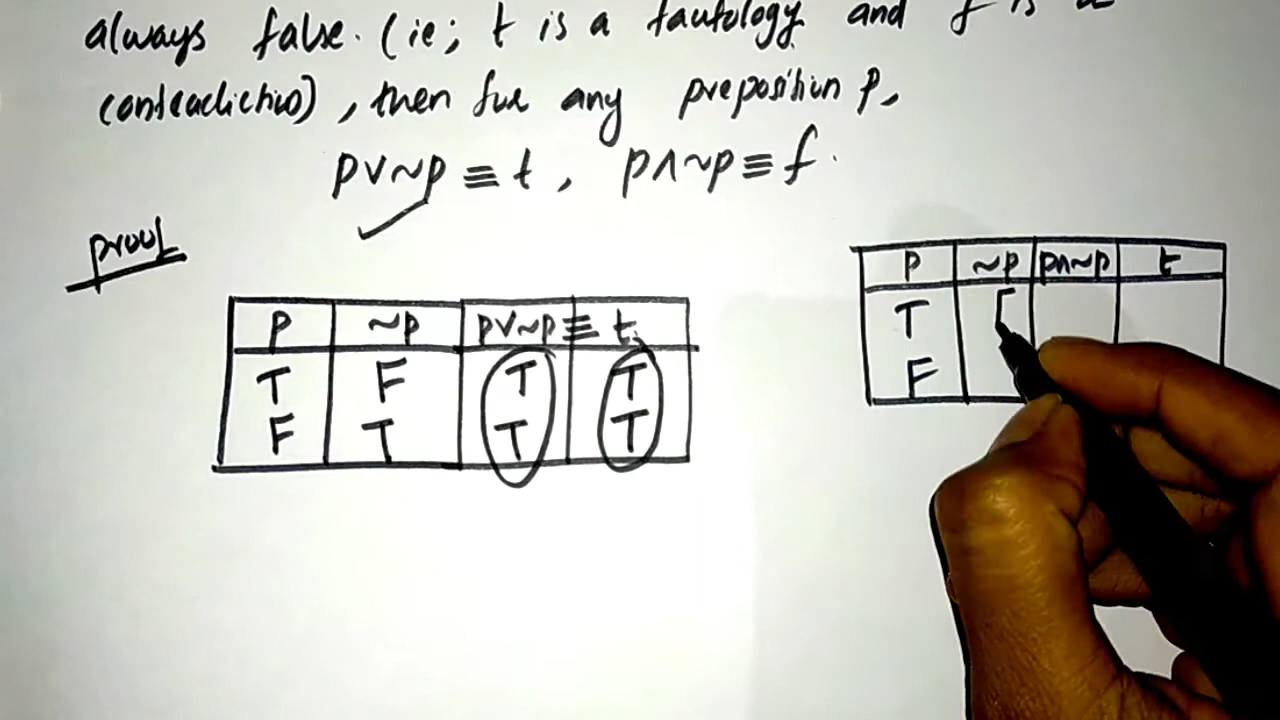 always false. (ie; t is a tautology and f is a
contradiction), then for any preposition p,
p∨~p ≡ t, p∧~p ≡ f.
proof
p ~p p∨~p ≡ t
T F T T
F T T T
p ~p p∧~p t
T
F